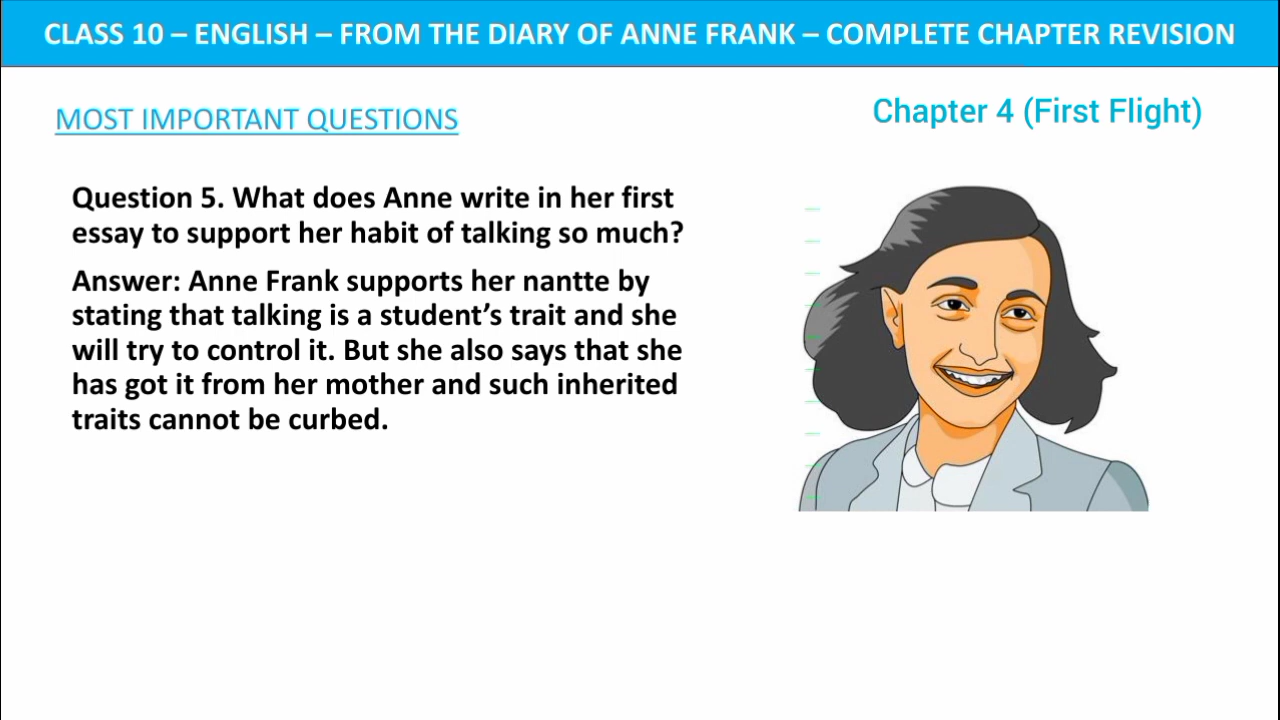 CLASS 10 – ENGLISH – FROM THE DIARY OF ANNE FRANK – COMPLETE CHAPTER REVISION
MOST IMPORTANT QUESTIONS
Chapter 4 (First Flight)
Question 5. What does Anne write in her first
essay to support her habit of talking so much?
Answer: Anne Frank supports her nantte by
stating that talking is a student’s trait and she
will try to control it. But she also says that she
has got it from her mother and such inherited
traits cannot be curbed.